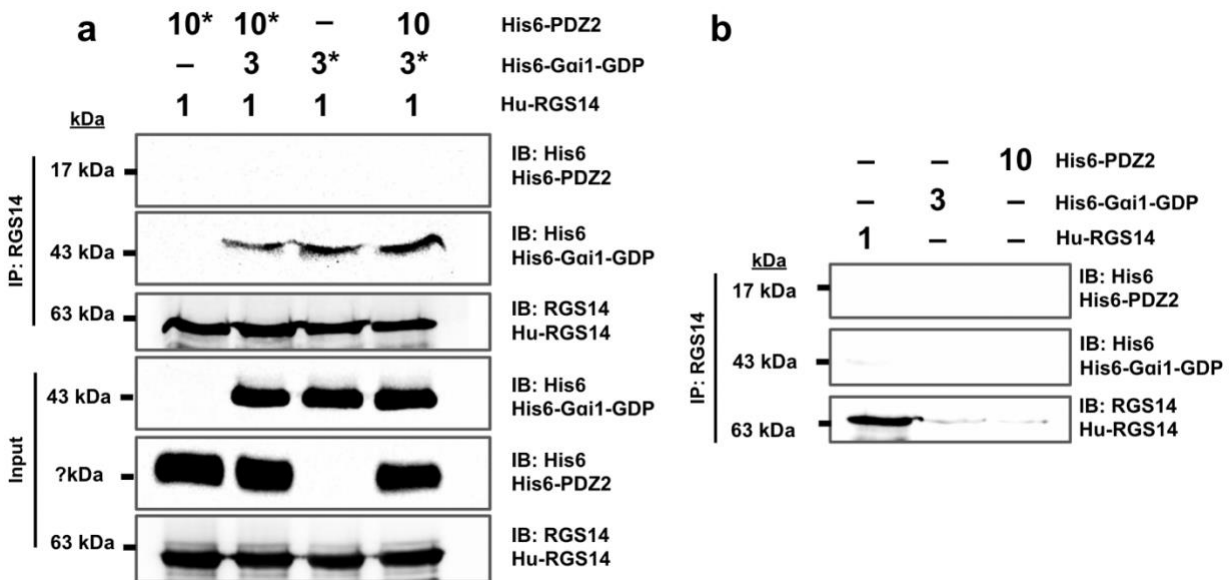 a
10* 10* – 10 His6-PDZ2
– 3 3* 3* His6-Gαi1-GDP
1 1 1 1 Hu-RGS14
kDa
IP: RGS14
17 kDa
IB: His6
His6-PDZ2
43 kDa
IB: His6
His6-Gαi1-GDP
63 kDa
IB: RGS14
Hu-RGS14
Input
43 kDa
IB: His6
His6-Gαi1-GDP
?kDa
IB: His6
His6-PDZ2
63 kDa
IB: RGS14
Hu-RGS14
b
– – 10 His6-PDZ2
– 3 – His6-Gαi1-GDP
1 – – Hu-RGS14
kDa
IP: RGS14
17 kDa
IB: His6
His6-PDZ2
43 kDa
IB: His6
His6-Gαi1-GDP
63 kDa
IB: RGS14
Hu-RGS14